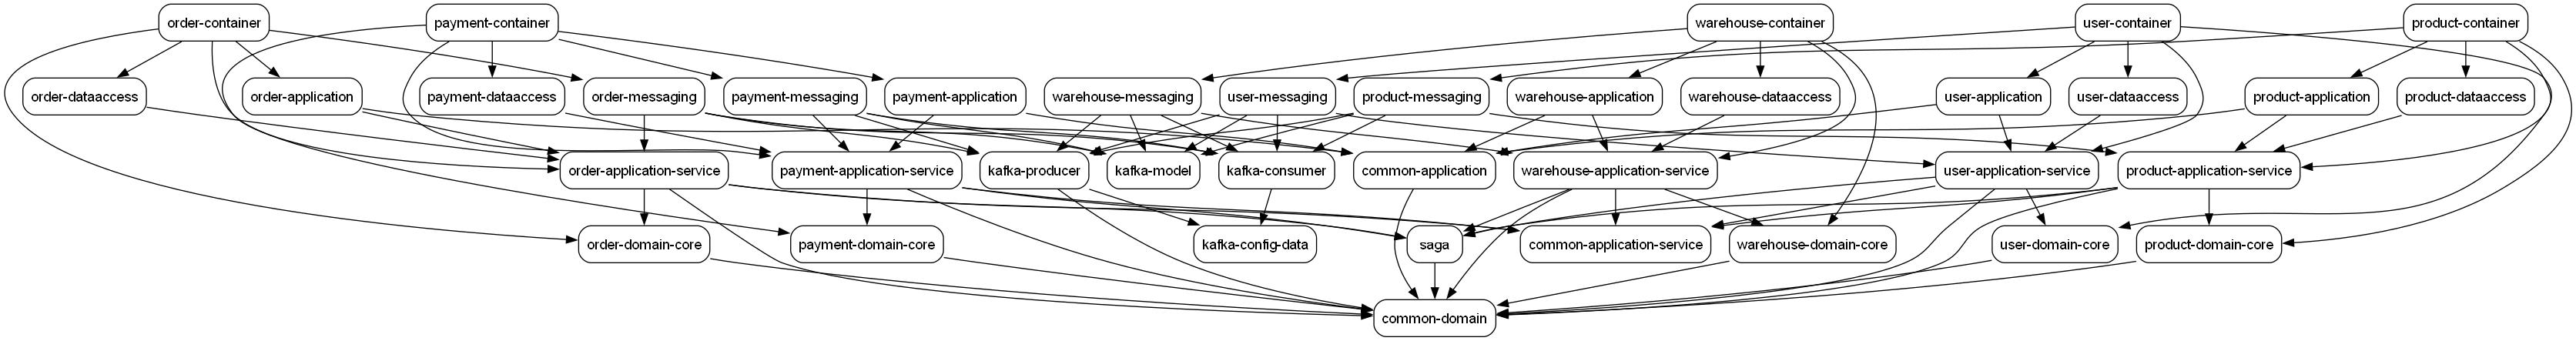 order-container
payment-container
warehouse-container
user-container
product-container
order-dataaccess
order-application
payment-dataaccess
order-messaging
payment-messaging
payment-application
warehouse-messaging
user-messaging
product-messaging
warehouse-application
warehouse-dataaccess
user-application
user-dataaccess
product-application
product-dataaccess
order-application-service
payment-application-service
kafka-producer
kafka-model
kafka-consumer
common-application
warehouse-application-service
user-application-service
product-application-service
order-domain-core
payment-domain-core
kafka-config-data
saga
common-application-service
warehouse-domain-core
user-domain-core
product-domain-core
common-domain